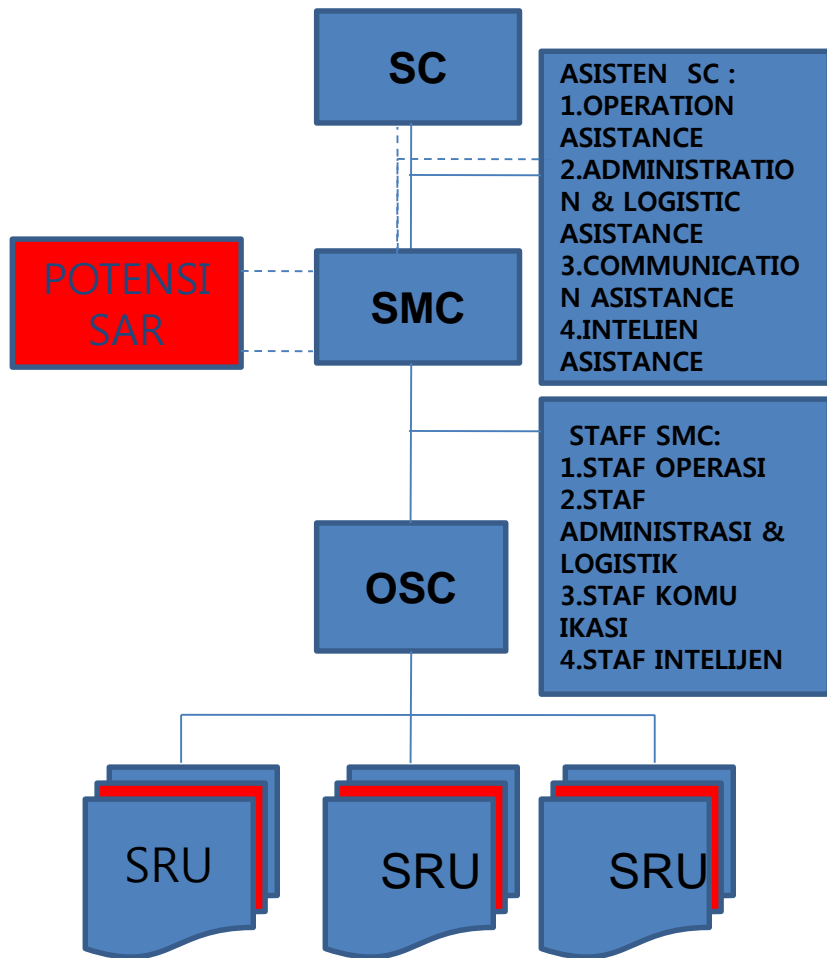 SC
ASISTEN SC :
1.OPERATION
ASISTANCE
2.ADMINISTRATIO
N & LOGISTIC
ASISTANCE
3.COMMUNICATIO
N ASISTANCE
4.INTELIEN
ASISTANCE
POTENSI
SAR
SMC
STAFF SMC:
1.STAF OPERASI
2.STAF
ADMINISTRASI &
LOGISTIK
3.STAF KOMU
IKASI
4.STAF INTELIJEN
OSC
SRU
SRU
SRU